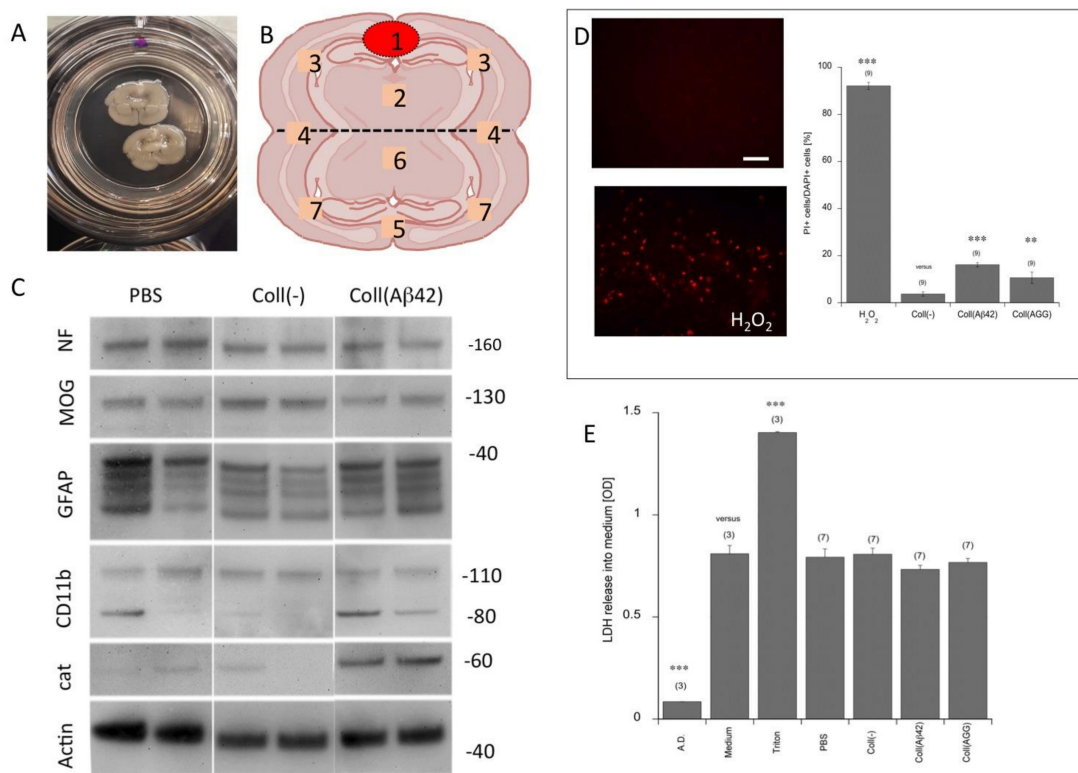 A
B
1
3
3
2
4
4
6
7
7
5
C
PBS
Coll(-)
Coll(Aβ42)
NF
-160
MOG
-130
GFAP
-40
CD11b
-110
-80
cat
-60
Actin
-40
D
H₂O₂
PI+ cells/DAPI+ cells [%]
100
80
60
40
20
0
***
(9)
versus
(9)
***
(9)
**
(9)
H₂O₂
Coll(-)
Coll(Aβ42)
Coll(AGG)
E
LDH release into medium [OD]
1.5
1
0.5
0
***
(3)
versus
(3)
***
(3)
(7)
(7)
(7)
(7)
A.D.
Medium
Triton
PBS
Coll(-)
Coll(Aβ42)
Coll(AGG)